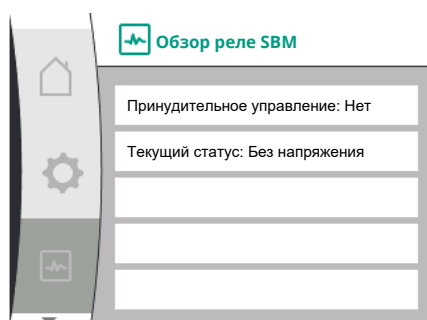 Обзор реле SBM
Принудительное управление: Нет
Текущий статус: Без напряжения